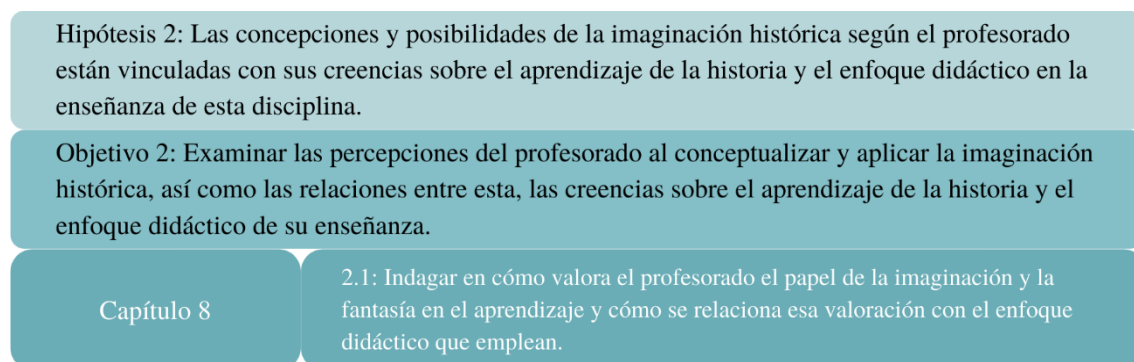 Hipótesis 2: Las concepciones y posibilidades de la imaginación histórica según el profesorado
están vinculadas con sus creencias sobre el aprendizaje de la historia y el enfoque didáctico en la
enseñanza de esta disciplina.
Objetivo 2: Examinar las percepciones del profesorado al conceptualizar y aplicar la imaginación
histórica, así como las relaciones entre esta, las creencias sobre el aprendizaje de la historia y el
enfoque didáctico de su enseñanza.
Capítulo 8
2.1: Indagar en cómo valora el profesorado el papel de la imaginación y la
fantasía en el aprendizaje y cómo se relaciona esa valoración con el enfoque
didáctico que emplean.